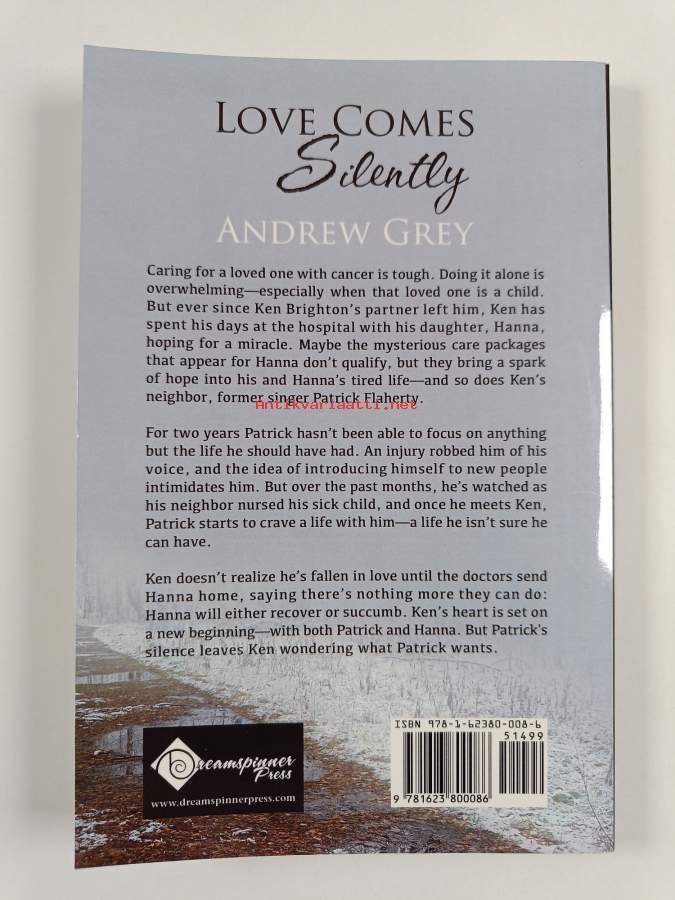 LOVE COMES
Silently
ANDREW GREY
Caring for a loved one with cancer is tough. Doing it alone is
overwhelming—especially when that loved one is a child.
But ever since Ken Brighton's partner left him, Ken has
spent his days at the hospital with his daughter, Hanna,
hoping for a miracle. Maybe the mysterious care packages
that appear for Hanna don't qualify, but they bring a spark
of hope into his and Hanna's tired life—and so does Ken's
neighbor, former singer Patrick Flaherty.
Antikvariaatti.net
For two years Patrick hasn't been able to focus on anything
but the life he should have had. An injury robbed him of his
voice, and the idea of introducing himself to new people
intimidates him. But over the past months, he's watched as
his neighbor nursed his sick child, and once he meets Ken,
Patrick starts to crave a life with him—a life he isn't sure he
can have.
Ken doesn't realize he's fallen in love until the doctors send
Hanna home, saying there's nothing more they can do:
Hanna will either recover or succumb. Ken's heart is set on
a new beginning—with both Patrick and Hanna. But Patrick's
silence leaves Ken wondering what Patrick wants.
Dreamspinner
Press
www.dreamspinnerpress.com
ISBN 978-1-62380-008-6
51499
9 781623 800086